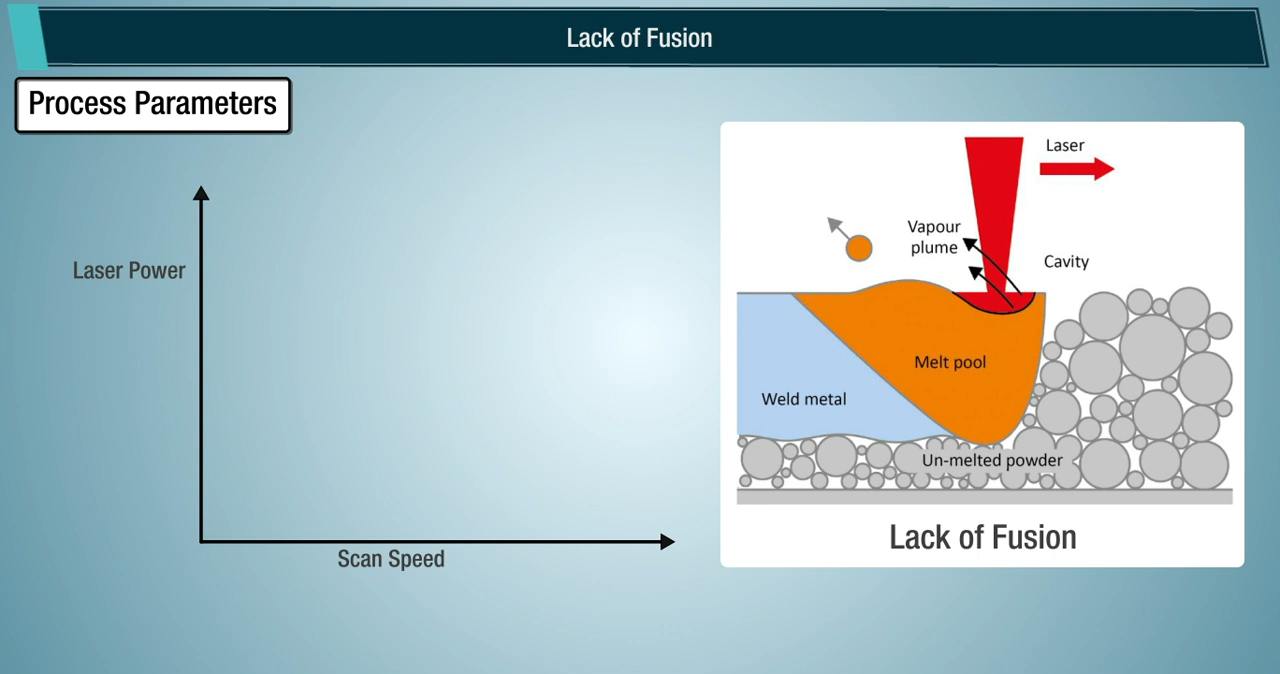 Lack of Fusion
Process Parameters
Laser Power
Scan Speed
Laser
Vapour
plume
Cavity
Melt pool
Weld metal
Un-melted powder
Lack of Fusion